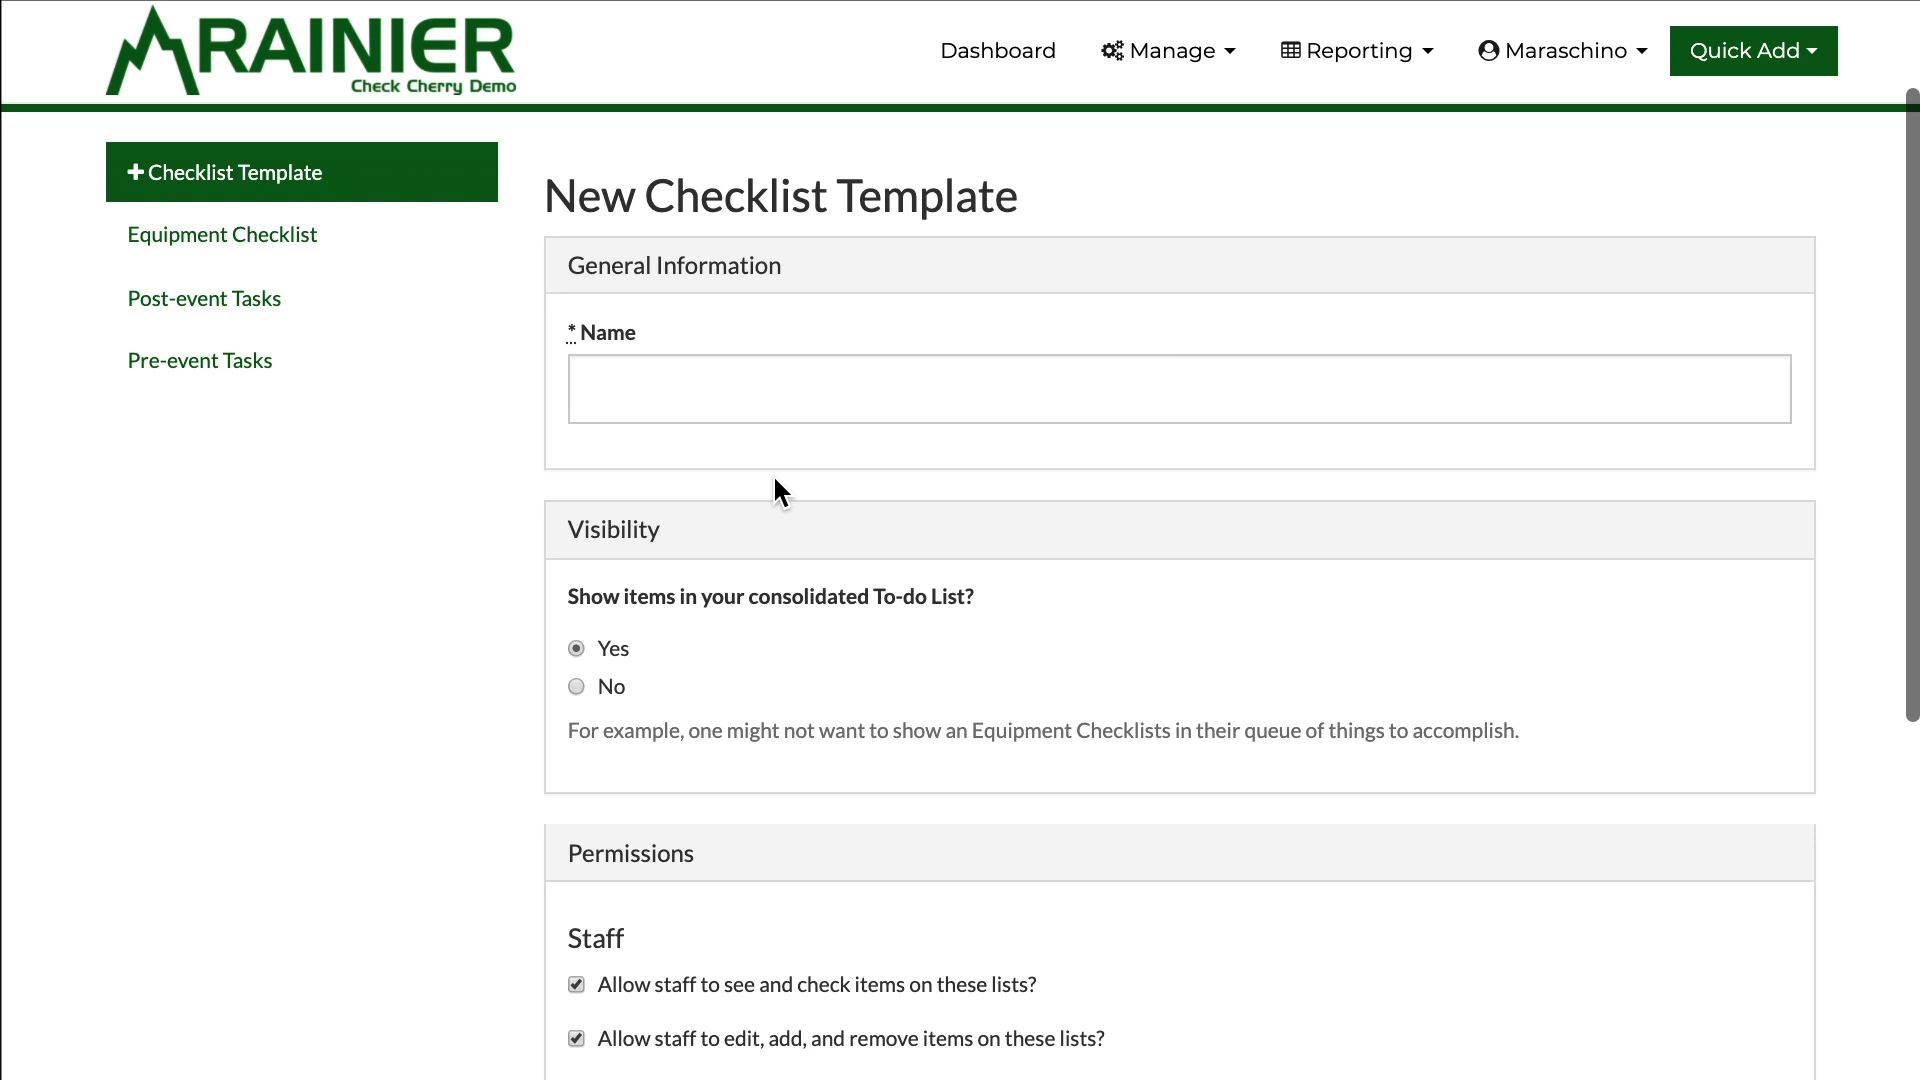 RAINIER
Check Cherry Demo
Dashboard
Manage
Reporting
Maraschino
Quick Add
Checklist Template
Equipment Checklist
Post-event Tasks
Pre-event Tasks
New Checklist Template
General Information
* Name
Visibility
Show items in your consolidated To-do List?
Yes
No
For example, one might not want to show an Equipment Checklists in their queue of things to accomplish.
Permissions
Staff
Allow staff to see and check items on these lists?
Allow staff to edit, add, and remove items on these lists?